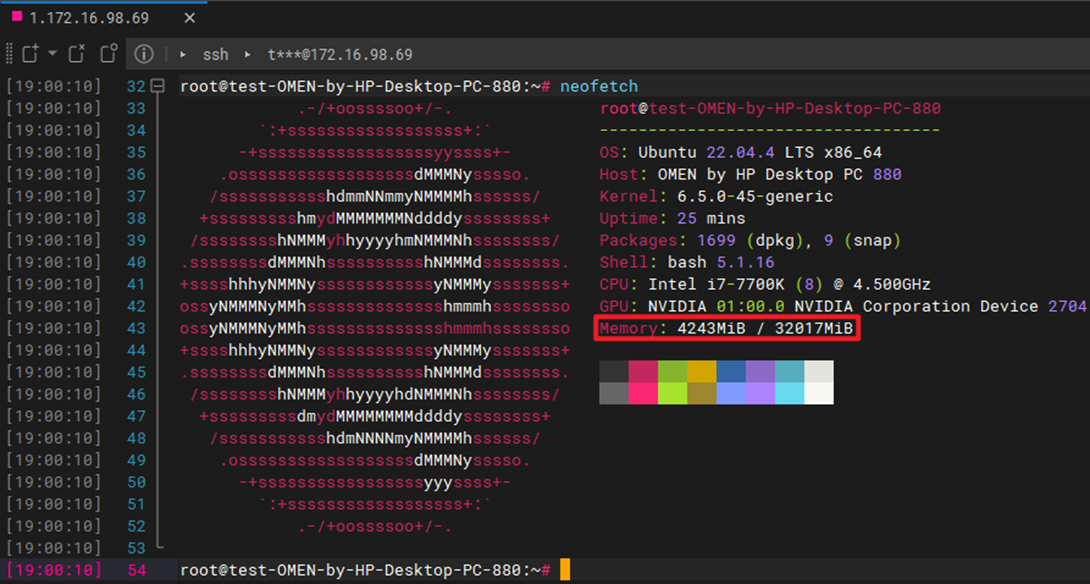 1.172.16.98.69 ×
ssh t***@172.16.98.69
[19:00:10] 32 root@test-OMEN-by-HP-Desktop-PC-880:~# neofetch
[19:00:10] 33 .-/+oossssoo+/-. root@test-OMEN-by-HP-Desktop-PC-880
[19:00:10] 34 `:+ssssssssssssssssss+:` -----------------------------------
[19:00:10] 35 -+ssssssssssssssssssyyssss+- OS: Ubuntu 22.04.4 LTS x86_64
[19:00:10] 36 .ossssssssssssssssssdMMMNysssso. Host: OMEN by HP Desktop PC 880
[19:00:10] 37 /ssssssssssshdmmNNmmyNMMMMhssssss/ Kernel: 6.5.0-45-generic
[19:00:10] 38 +ssssssssshmydMMMMMMMNddddyssssssss+ Uptime: 25 mins
[19:00:10] 39 /sssssssshNMMMyhhyyyyhmNMMMNhssssssss/ Packages: 1699 (dpkg), 9 (snap)
[19:00:10] 40 .ssssssssdMMMNhsssssssssshNMMMdssssssss. Shell: bash 5.1.16
[19:00:10] 41 +sssshhhyNMMNyssssssssssssyNMMMysssssss+ CPU: Intel i7-7700K (8) @ 4.500GHz
[19:00:10] 42 ossyNMMMNyMMhsssssssssssssshmmmhssssssso GPU: NVIDIA 01:00.0 NVIDIA Corporation Device 2704
[19:00:10] 43 ossyNMMMNyMMhsssssssssssssshmmmhssssssso Memory: 4243MiB / 32017MiB
[19:00:10] 44 +sssshhhyNMMNyssssssssssssyNMMMysssssss+
[19:00:10] 45 .ssssssssdMMMNhsssssssssshNMMMdssssssss.
[19:00:10] 46 /sssssssshNMMMyhhyyyyhdNMMMNhssssssss/
[19:00:10] 47 +sssssssssdmydMMMMMMMMddddyssssssss+
[19:00:10] 48 /ssssssssssshdmNNNNmyNMMMMhssssss/
[19:00:10] 49 .ossssssssssssssssssdMMMNysssso.
[19:00:10] 50 -+sssssssssssssssssyyyssss+-
[19:00:10] 51 `:+ssssssssssssssssss+:`
[19:00:10] 52 .-/+oossssoo+/-.
[19:00:10] 53
[19:00:10] 54 root@test-OMEN-by-HP-Desktop-PC-880:~#